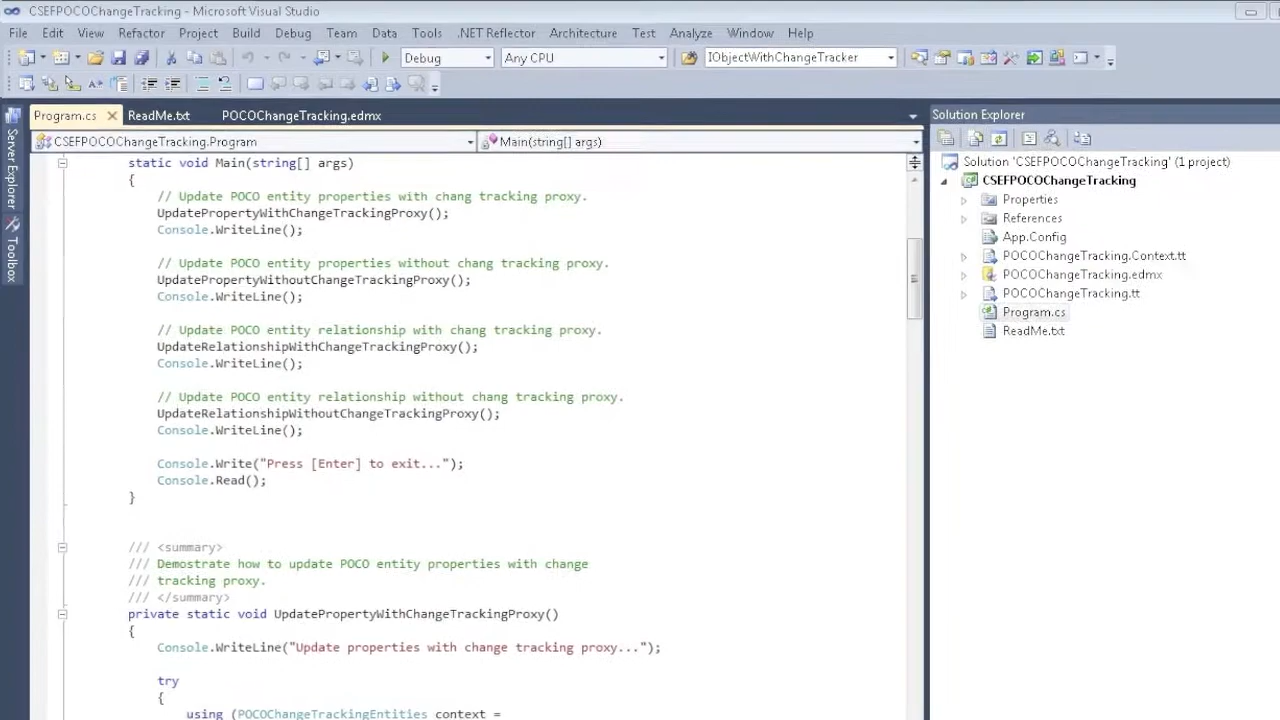 CSEFPOCOChangeTracking - Microsoft Visual Studio
File Edit View Refactor Project Build Debug Team Data Tools .NET Reflector Architecture Test Analyze Window Help
Debug Any CPU IObjectWithChangeTracker
Program.cs ReadMe.txt POCOChangeTracking.edmx
CSEFPOCOChangeTracking.Program Main(string[] args)
Server Explorer
Toolbox
static void Main(string[] args)
{
// Update POCO entity properties with chang tracking proxy.
UpdatePropertyWithChangeTrackingProxy();
Console.WriteLine();
// Update POCO entity properties without chang tracking proxy.
UpdatePropertyWithoutChangeTrackingProxy();
Console.WriteLine();
// Update POCO entity relationship with chang tracking proxy.
UpdateRelationshipWithChangeTrackingProxy();
Console.WriteLine();
// Update POCO entity relationship without chang tracking proxy.
UpdateRelationshipWithoutChangeTrackingProxy();
Console.WriteLine();
Console.Write("Press [Enter] to exit...");
Console.Read();
}
/// <summary>
/// Demostrate how to update POCO entity properties with change
/// tracking proxy.
/// </summary>
private static void UpdatePropertyWithChangeTrackingProxy()
{
Console.WriteLine("Update properties with change tracking proxy...");
try
{
using (POCOChangeTrackingEntities context =
Solution Explorer
Solution 'CSEFPOCOChangeTracking' (1 project)
CSEFPOCOChangeTracking
Properties
References
App.Config
POCOChangeTracking.Context.tt
POCOChangeTracking.edmx
POCOChangeTracking.tt
Program.cs
ReadMe.txt